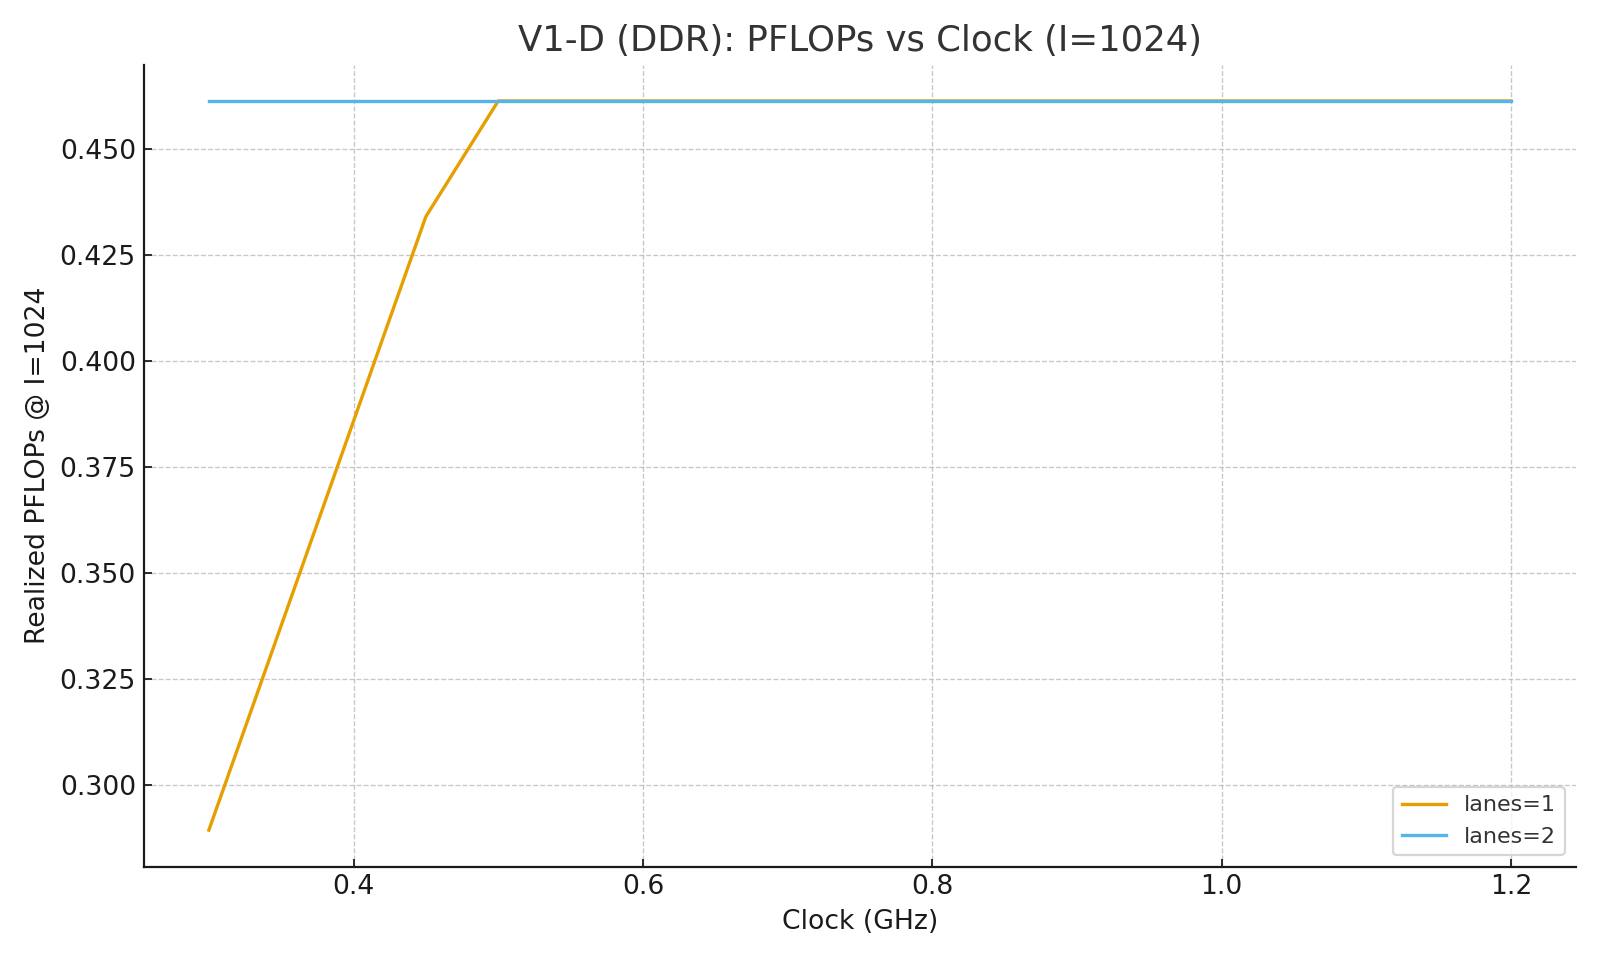 V1-D (DDR): PFLOPs vs Clock (I=1024)
Realized PFLOPs @ I=1024
0.450
0.425
0.400
0.375
0.350
0.325
0.300
lanes=1
lanes=2
0.4 0.6 0.8 1.0 1.2
Clock (GHz)